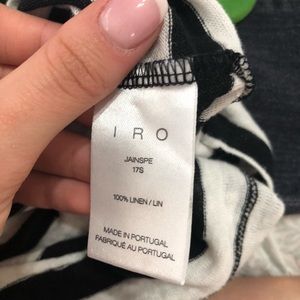 IRO
JAINSPE
17S
100% LINEN / LIN
MADE IN PORTUGAL
FABRIQUÉ AU PORTUGAL